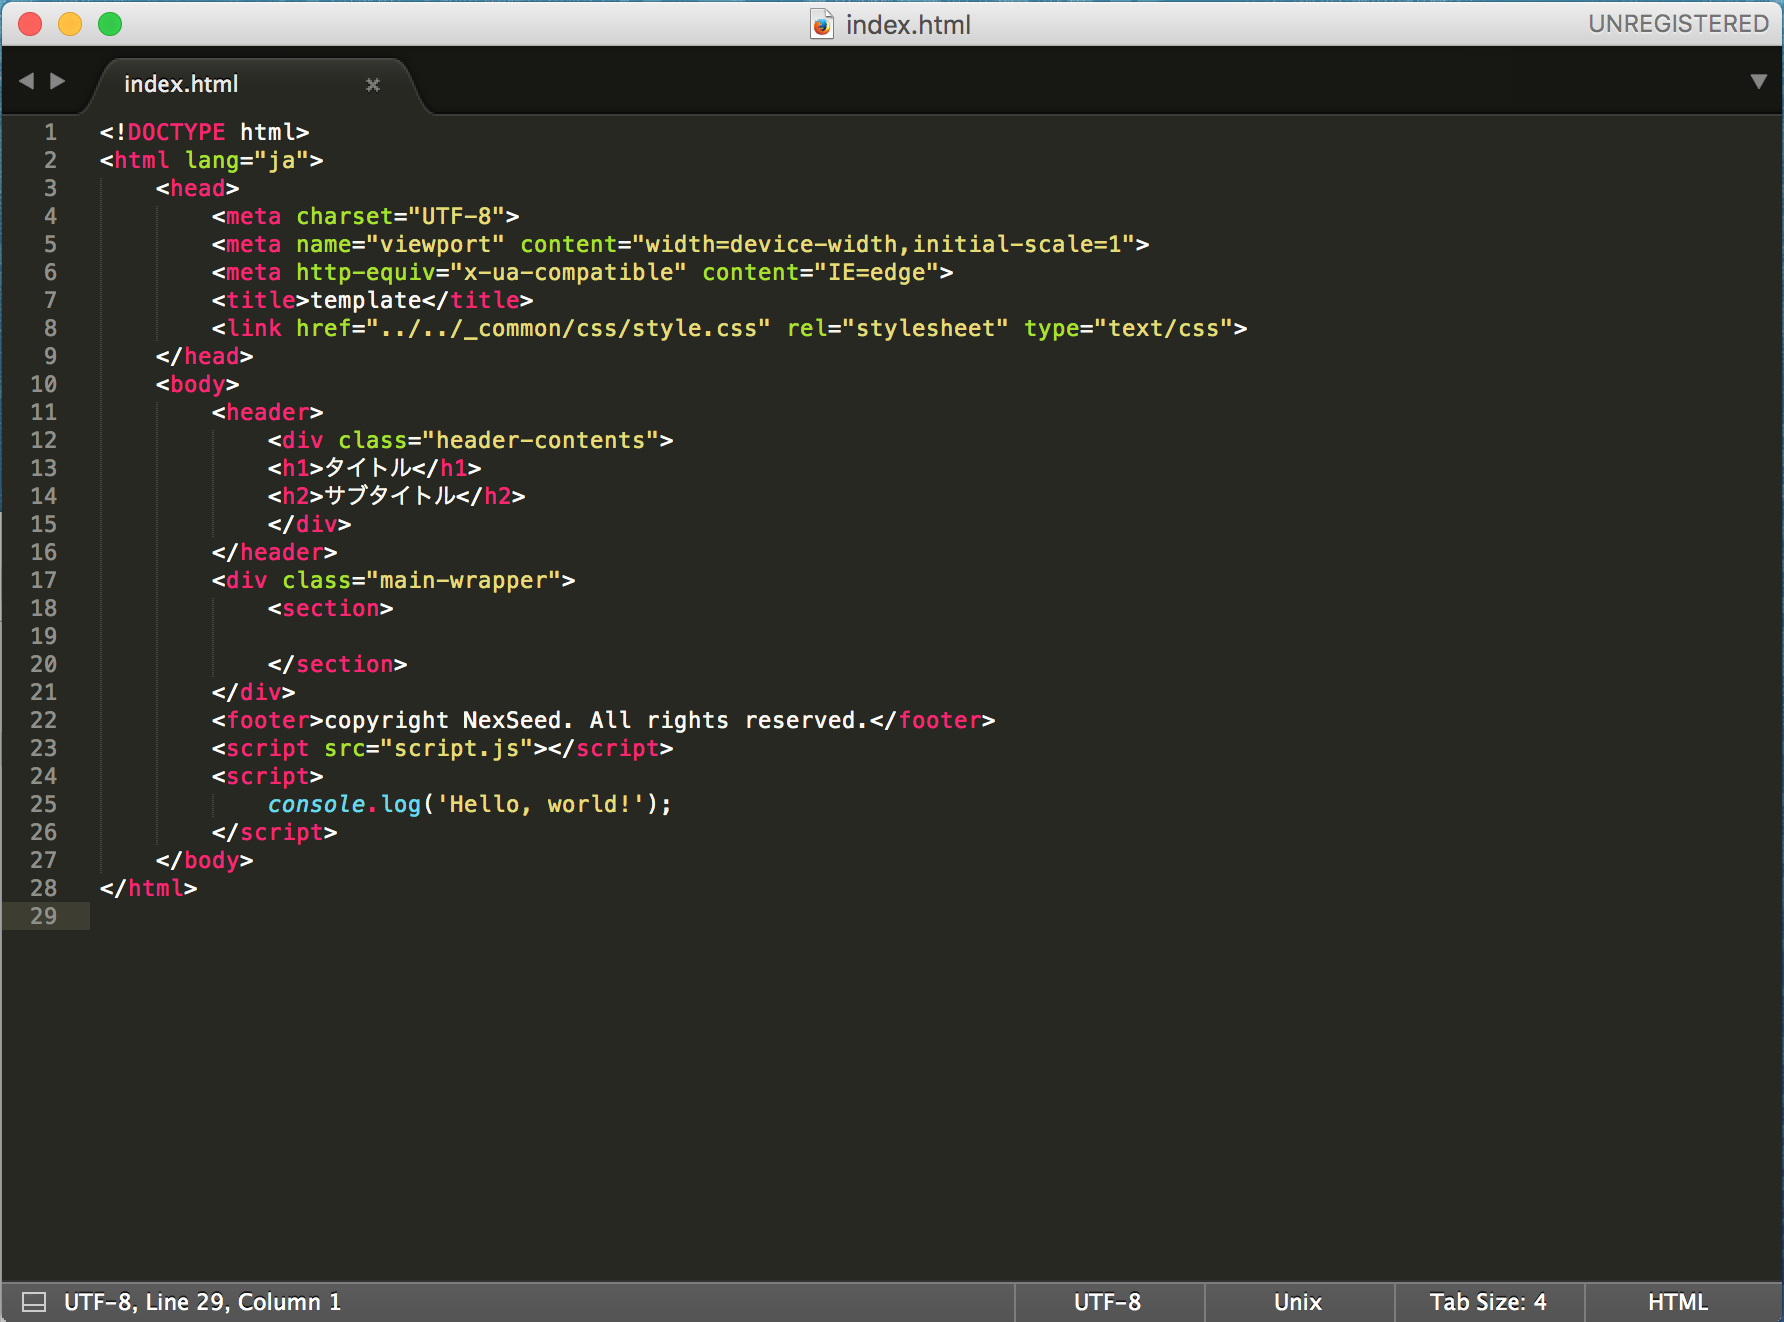 index.html
UNREGISTERED
index.html
1 <!DOCTYPE html>
2 <html lang="ja">
3     <head>
4         <meta charset="UTF-8">
5         <meta name="viewport" content="width=device-width,initial-scale=1">
6         <meta http-equiv="x-ua-compatible" content="IE=edge">
7         <title>template</title>
8         <link href="../../_common/css/style.css" rel="stylesheet" type="text/css">
9     </head>
10     <body>
11         <header>
12             <div class="header-contents">
13             <h1>タイトル</h1>
14             <h2>サブタイトル</h2>
15             </div>
16         </header>
17         <div class="main-wrapper">
18             <section>
19
20             </section>
21         </div>
22         <footer>copyright NexSeed. All rights reserved.</footer>
23         <script src="script.js"></script>
24         <script>
25             console.log('Hello, world!');
26         </script>
27     </body>
28 </html>
29
UTF-8, Line 29, Column 1
UTF-8
Unix
Tab Size: 4
HTML